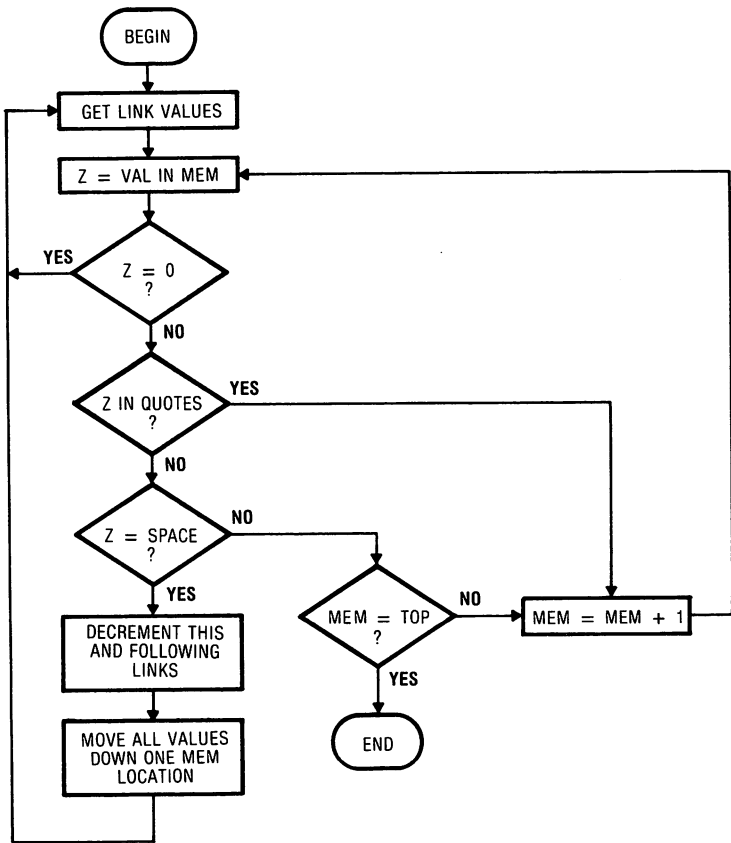 BEGIN
GET LINK VALUES
Z = VAL IN MEM
YES
Z = 0
?
NO
Z IN QUOTES
?
YES
NO
Z = SPACE
?
NO
YES
MEM = TOP
?
NO
MEM = MEM + 1
YES
DECREMENT THIS
AND FOLLOWING
LINKS
END
MOVE ALL VALUES
DOWN ONE MEM
LOCATION